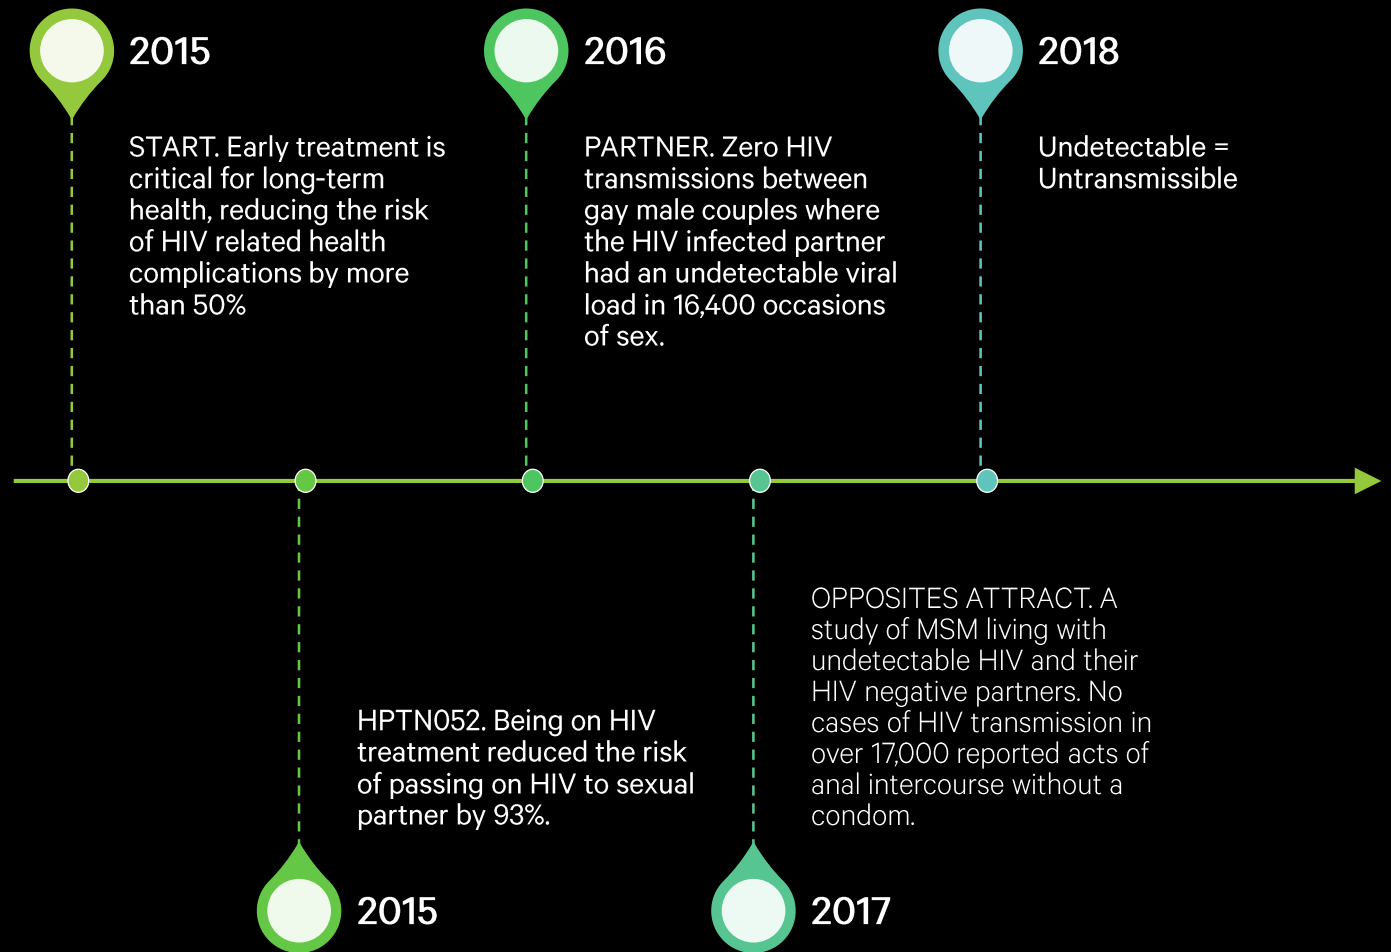 2015
START. Early treatment is
critical for long-term
health, reducing the risk
of HIV related health
complications by more
than 50%
2016
PARTNER. Zero HIV
transmissions between
gay male couples where
the HIV infected partner
had an undetectable viral
load in 16,400 occasions
of sex.
2018
Undetectable =
Untransmissible
HPTN052. Being on HIV
treatment reduced the risk
of passing on HIV to sexual
partner by 93%.
2015
OPPOSITES ATTRACT. A
study of MSM living with
undetectable HIV and their
HIV negative partners. No
cases of HIV transmission in
over 17,000 reported acts of
anal intercourse without a
condom.
2017